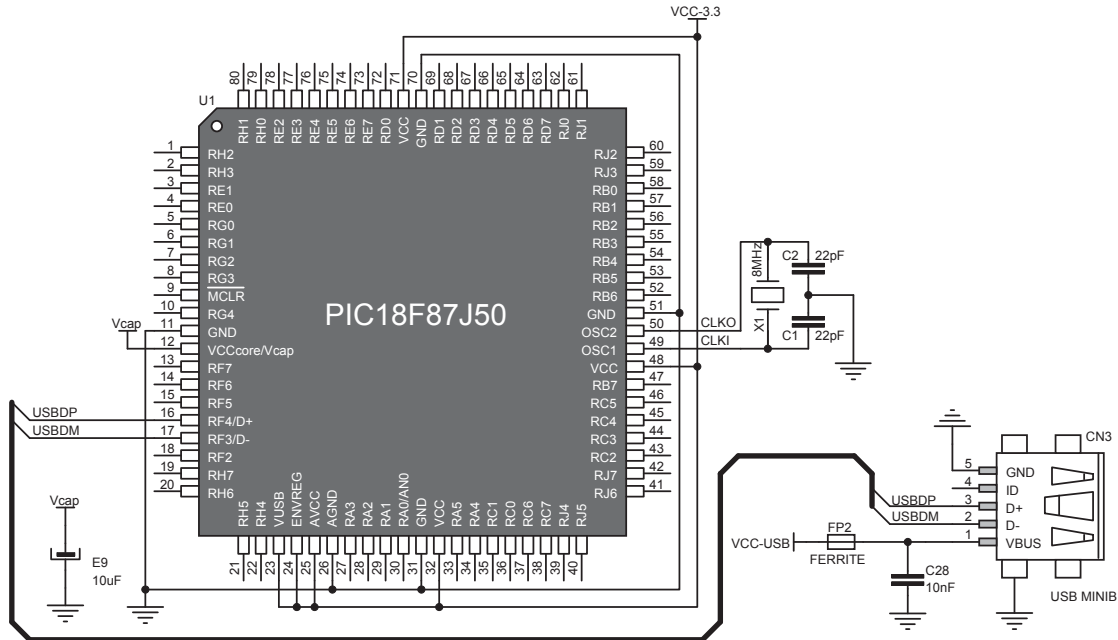 VCC-3.3
80 79 78 77 76 75 74 73 72 71 70 69 68 67 66 65 64 63 62 61
U1
RH1 RH0 RE2 RE3 RE4 RE5 RE6 RE7 RD0 VCC GND RD1 RD2 RD3 RD4 RD5 RD6 RD7 RJ0 RJ1
1 RH2
2 RH3
3 RE1
4 RE0
5 RG0
6 RG1
7 RG2
8 RG3
9 MCLR
10 RG4
11 GND
12 VCCcore/Vcap
13 RF7
14 RF6
15 RF5
16 RF4/D+
17 RF3/D-
18 RF2
19 RH7
20 RH6
Vcap
USBDP
USBDM
PIC18F87J50
RJ2 60
RJ3 59
RB0 58
RB1 57
RB2 56
RB3 55
RB4 54
RB5 53
RB6 52
GND 51
OSC2 50
OSC1 49
VCC 48
RB7 47
RC5 46
RC4 45
RC3 44
RC2 43
RJ7 42
RJ6 41
CLKO
CLKI
8MHz
X1
C2 22pF
C1 22pF
RH5 RH4 VUSB ENVREG AVCC AGND RA3 RA2 RA1 RA0/AN0 GND VCC RA5 RA4 RC1 RC0 RC6 RC7 RJ4 RJ5
21 22 23 24 25 26 27 28 29 30 31 32 33 34 35 36 37 38 39 40
Vcap
E9
10uF
CN3
5 GND
4 ID
USBDP 3 D+
USBDM 2 D-
1 VBUS
VCC-USB
FP2
FERRITE
C28
10nF
USB MINIB